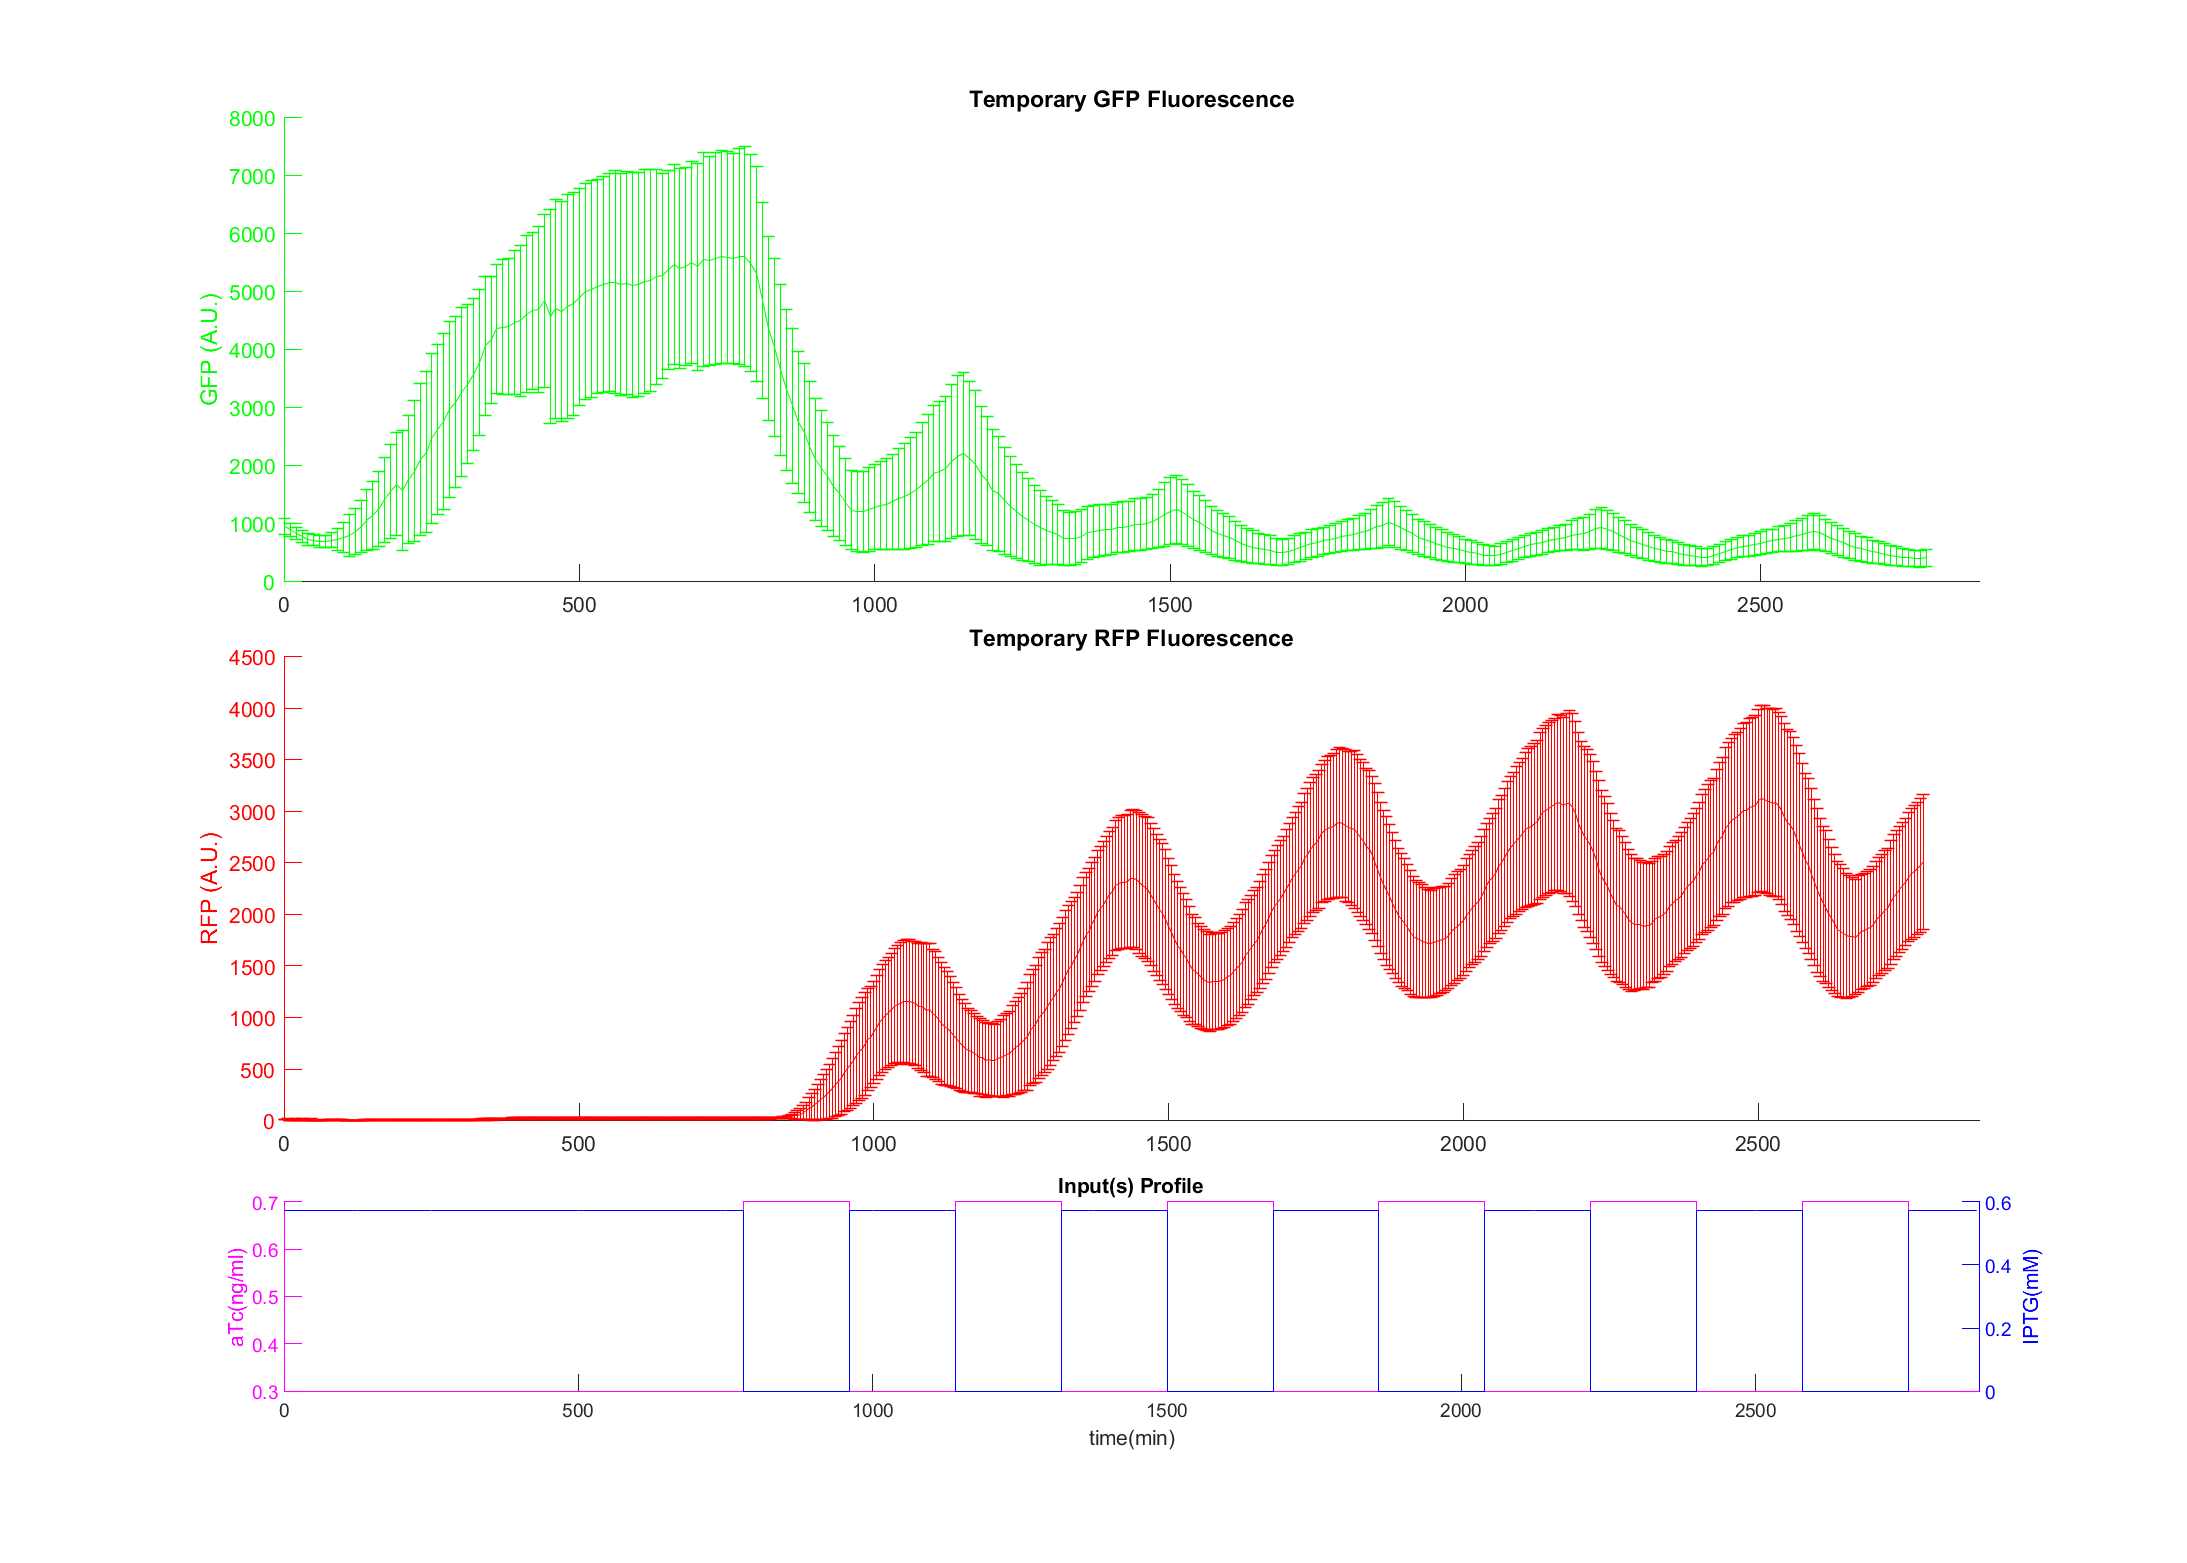 Temporary GFP Fluorescence
8000
7000
6000
5000
4000
3000
2000
1000
0
GFP (A.U.)
0 500 1000 1500 2000 2500
Temporary RFP Fluorescence
4500
4000
3500
3000
2500
2000
1500
1000
500
0
RFP (A.U.)
0 500 1000 1500 2000 2500
Input(s) Profile
0.7
0.6
0.5
0.4
0.3
aTc(ng/ml)
0.6
0.4
0.2
0
IPTG(mM)
0 500 1000 1500 2000 2500
time(min)